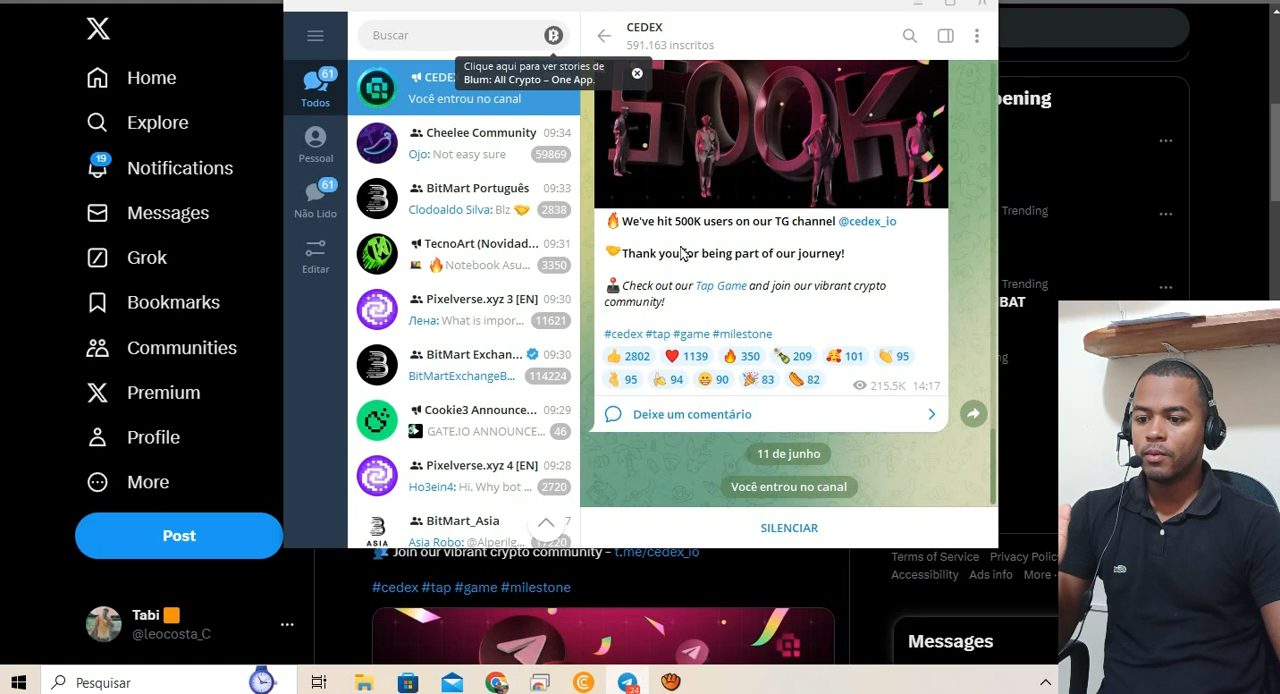 Home
Explore
19
Notifications
Messages
Grok
Bookmarks
Communities
Premium
Profile
More
Post
Tabi
@leocosta_C
61
Todos
Pessoal
61
Não Lido
Editar
Buscar
Clique aqui para ver stories de
Blum: All Crypto – One App.
CEDEX
Você entrou no canal
Cheelee Community 09:34
Ojo: Not easy sure 59869
BitMart Português 09:33
Clodoaldo Silva: Blz 🤝 2838
TecnoArt (Novidad... 09:31
🔥Notebook Asu... 3350
Pixelverse.xyz 3 [EN] 09:30
Лена: What is impor... 11621
BitMart Exchan... 09:30
BitMartExchangeB... 114224
Cookie3 Announce... 09:29
GATE.IO ANNOUNCE... 46
Pixelverse.xyz 4 [EN] 09:28
Ho3ein4: Hi. Why bot ... 2720
BitMart_Asia
Asia Robo: @Alperilg...
ASIA
CEDEX
591.163 inscritos
500K
🔥We've hit 500K users on our TG channel @cedex_io
🤝Thank you for being part of our journey!
🕹Check out our Tap Game and join our vibrant crypto
community!
#cedex #tap #game #milestone
👍 2802 ❤ 1139 🔥 350 🍾 209 🥰 101 👏 95
95 94 😁 90 🎉 83 🌭 82
215.5K 14:17
Deixe um comentário
11 de junho
Você entrou no canal
SILENCIAR
Join our vibrant crypto community – t.me/cedex_io
#cedex #tap #game #milestone
Trending
Trending
BAT
Terms of Service
Accessibility Ads info More
Messages
Pesquisar
24